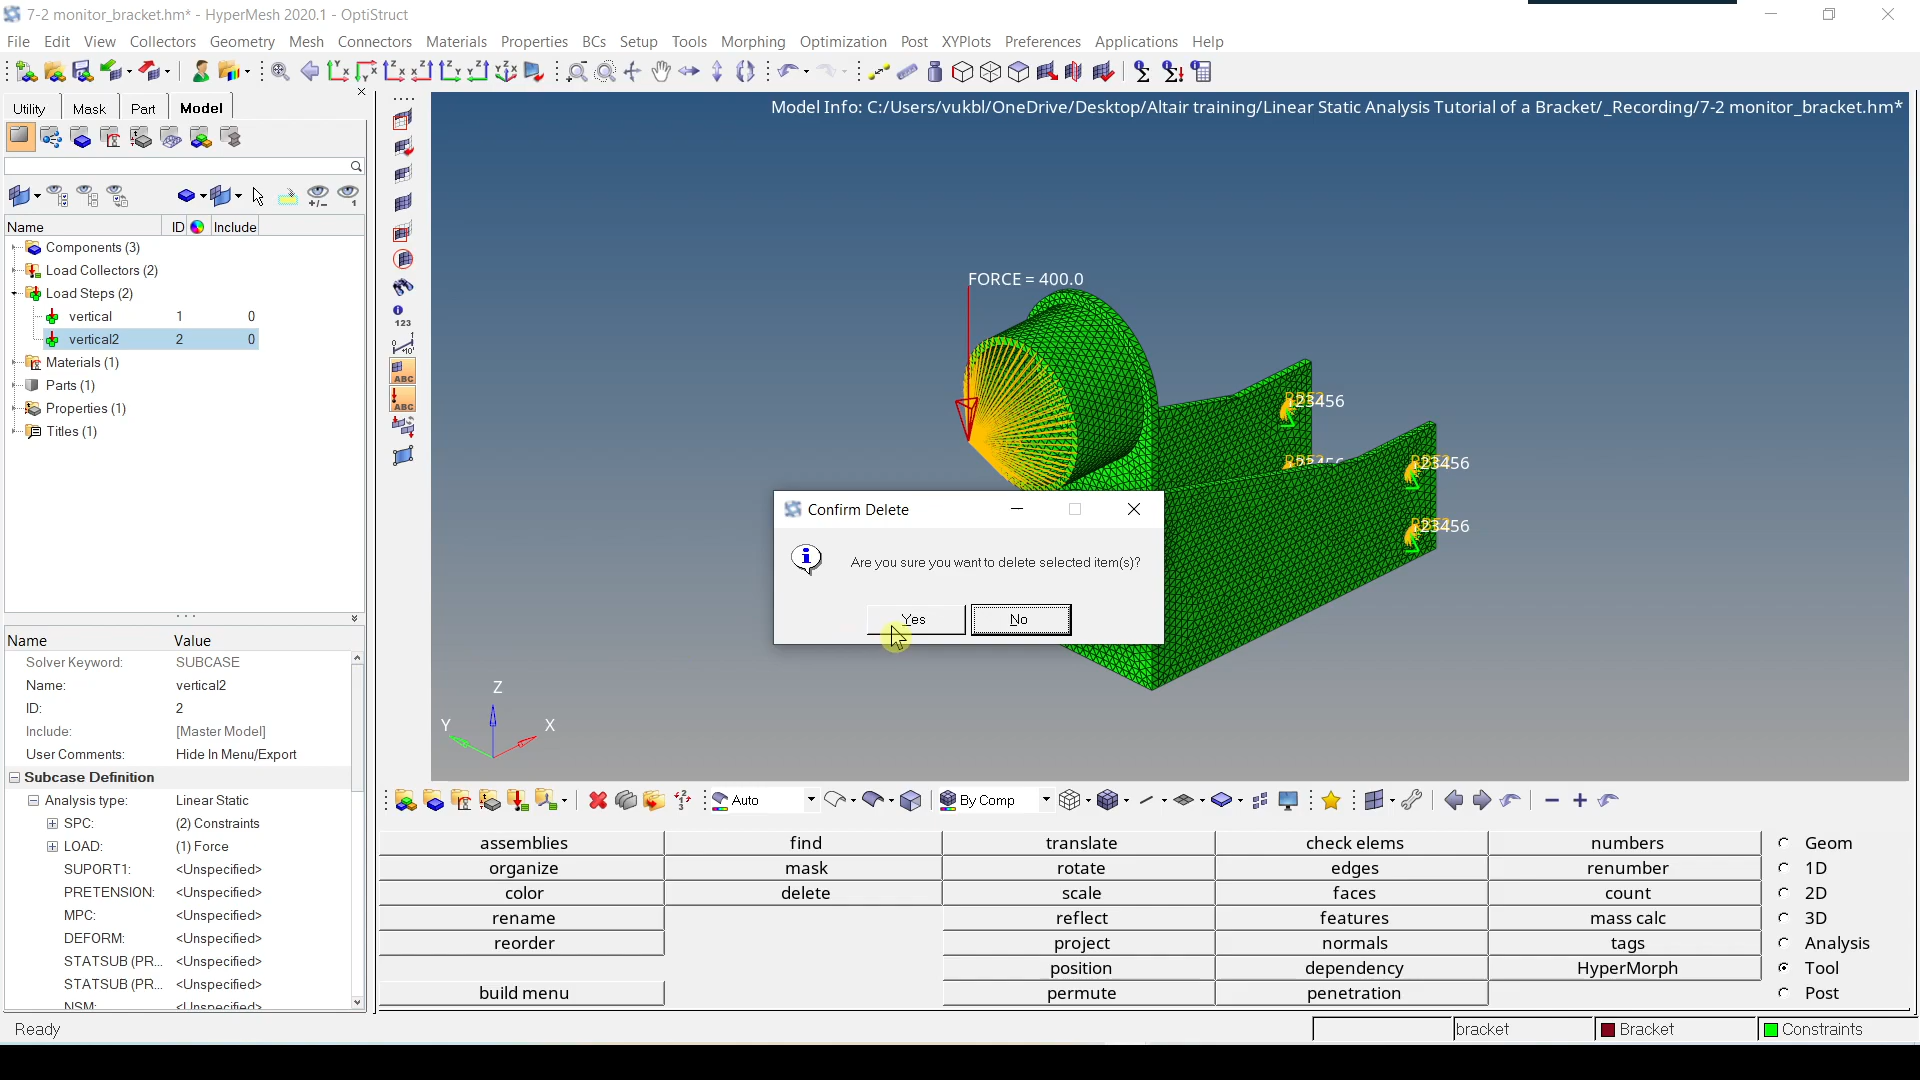 7-2 monitor_bracket.hm* - HyperMesh 2020.1 - OptiStruct
File Edit View Collectors Geometry Mesh Connectors Materials Properties BCs Setup Tools Morphing Optimization Post XYPlots Preferences Applications Help
Utility Mask Part Model
Model Info: C:/Users/vukbl/OneDrive/Desktop/Altair training/Linear Static Analysis Tutorial of a Bracket/_Recording/7-2 monitor_bracket.hm*
Name ID Include
Components (3)
Load Collectors (2)
Load Steps (2)
vertical 1 0
vertical2 2 0
Materials (1)
Parts (1)
Properties (1)
Titles (1)
123
ABC
ABC
FORCE = 400.0
123456
123456
123456
Confirm Delete
Are you sure you want to delete selected item(s)?
Yes No
Z
Y X
Name Value
Solver Keyword: SUBCASE
Name: vertical2
ID: 2
Include: [Master Model]
User Comments: Hide In Menu/Export
Subcase Definition
Analysis type: Linear Static
SPC: (2) Constraints
LOAD: (1) Force
SUPORT1: <Unspecified>
PRETENSION: <Unspecified>
MPC: <Unspecified>
DEFORM: <Unspecified>
STATSUB (PR... <Unspecified>
STATSUB (PR... <Unspecified>
NSM: <Unspecified>
Auto By Comp
assemblies find translate check elems numbers Geom
organize mask rotate edges renumber 1D
color delete scale faces count 2D
rename reflect features mass calc 3D
reorder project normals tags Analysis
position dependency HyperMorph Tool
build menu permute penetration Post
Ready bracket Bracket Constraints